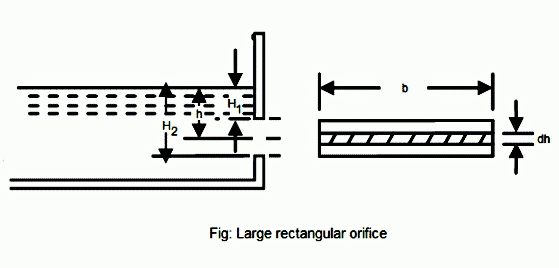 H₁
h
H₂
b
dh
Fig: Large rectangular orifice